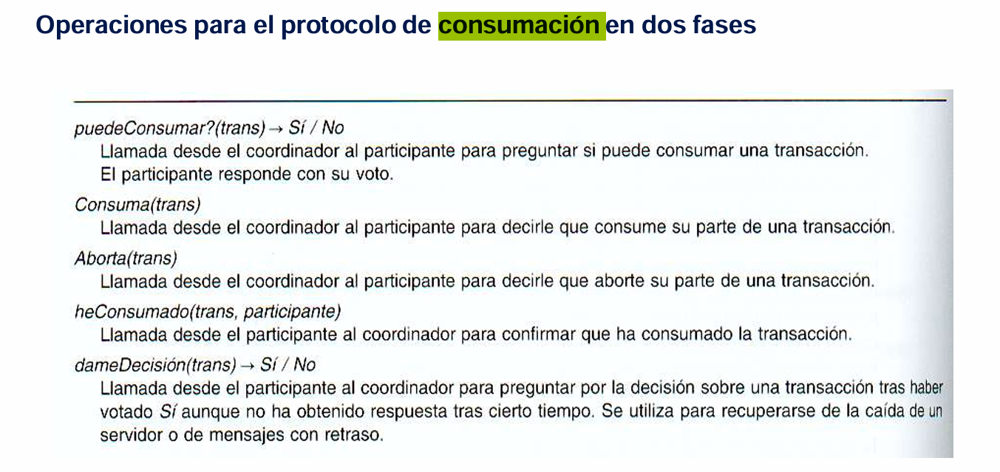 Operaciones para el protocolo de consumación en dos fases
puedeConsumar?(trans) → Sí / No
Llamada desde el coordinador al participante para preguntar si puede consumar una transacción.
El participante responde con su voto.
Consuma(trans)
Llamada desde el coordinador al participante para decirle que consume su parte de una transacción.
Aborta(trans)
Llamada desde el coordinador al participante para decirle que aborte su parte de una transacción.
heConsumado(trans, participante)
Llamada desde el participante al coordinador para confirmar que ha consumado la transacción.
dameDecisión(trans) → Sí / No
Llamada desde el participante al coordinador para preguntar por la decisión sobre una transacción tras haber
votado Sí aunque no ha obtenido respuesta tras cierto tiempo. Se utiliza para recuperarse de la caída de un
servidor o de mensajes con retraso.